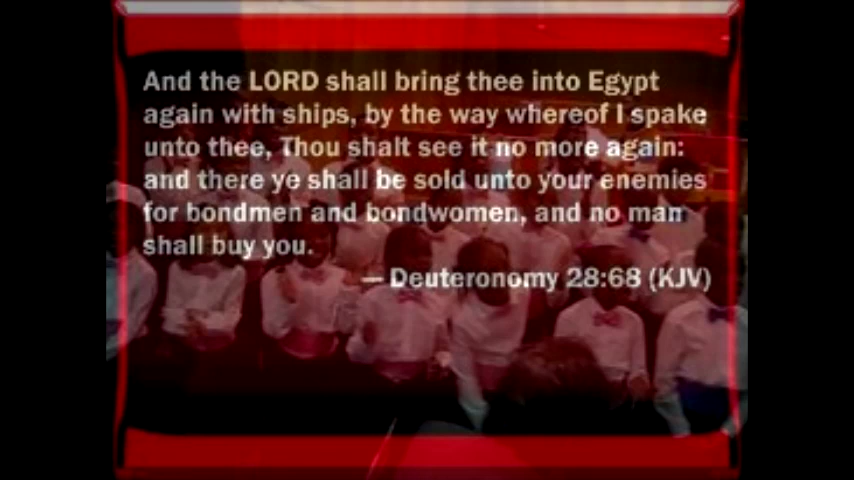 And the LORD shall bring thee into Egypt
again with ships, by the way whereof I spake
unto thee, Thou shalt see it no more again:
and there ye shall be sold unto your enemies
for bondmen and bondwomen, and no man
shall buy you.
— Deuteronomy 28:68 (KJV)